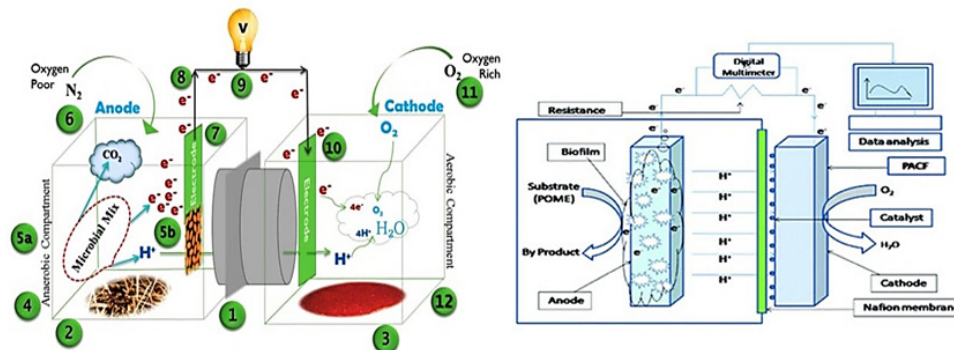 V
Oxygen
Poor
N₂
6
8
e⁻
e⁻
9
e⁻
e⁻
O₂
Oxygen
Rich
11
Anode
7
e⁻
e⁻
Cathode
O₂
CO₂
Electrode
e⁻
10
Electrode
e⁻ e⁻
e⁻ e⁻
e⁻ e⁻
e⁻
Microbial Mix
5a
5b
H⁺
Anaerobic Compartment
Aerobic Compartment
e⁻
4e⁻
O₂
4H⁺
H₂O
H⁺
4
2
1
12
3
Digital
Multimeter
e⁻
e⁻
Resistance
e⁻
e⁻
Data analysis
PACF
Biofilm
Substrate
(POME)
By Product
Anode
e⁻
e⁻
e⁻
e⁻
H⁺
H⁺
H⁺
H⁺
H⁺
H⁺
O₂
Catalyst
H₂O
Cathode
Nafion membran